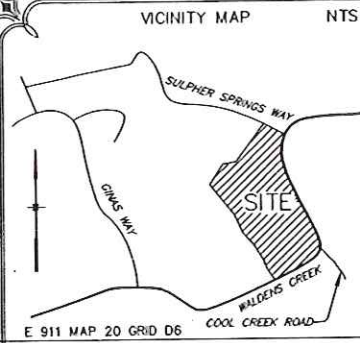 VICINITY MAP
NTS
SULPHER SPRINGS WAY
GINAS WAY
SITE
WALDENS CREEK
COOL CREEK ROAD
E 911 MAP 20 GRID D6